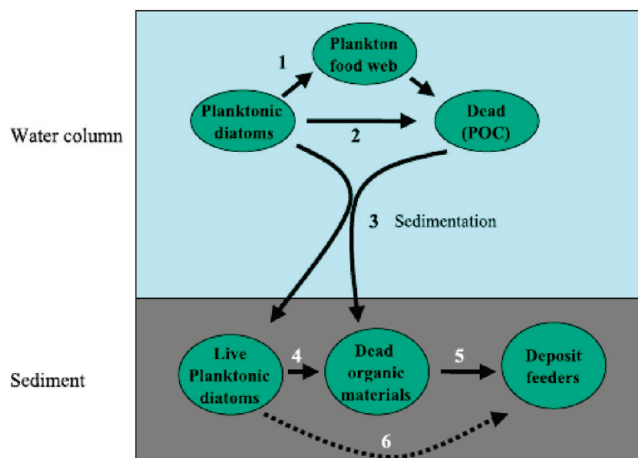 Plankton
food web
1
Planktonic
diatoms
2
Dead
(POC)
Water column
3 Sedimentation
Live
Planktonic
diatoms
4
Dead
organic
materials
5
Deposit
feeders
Sediment
6